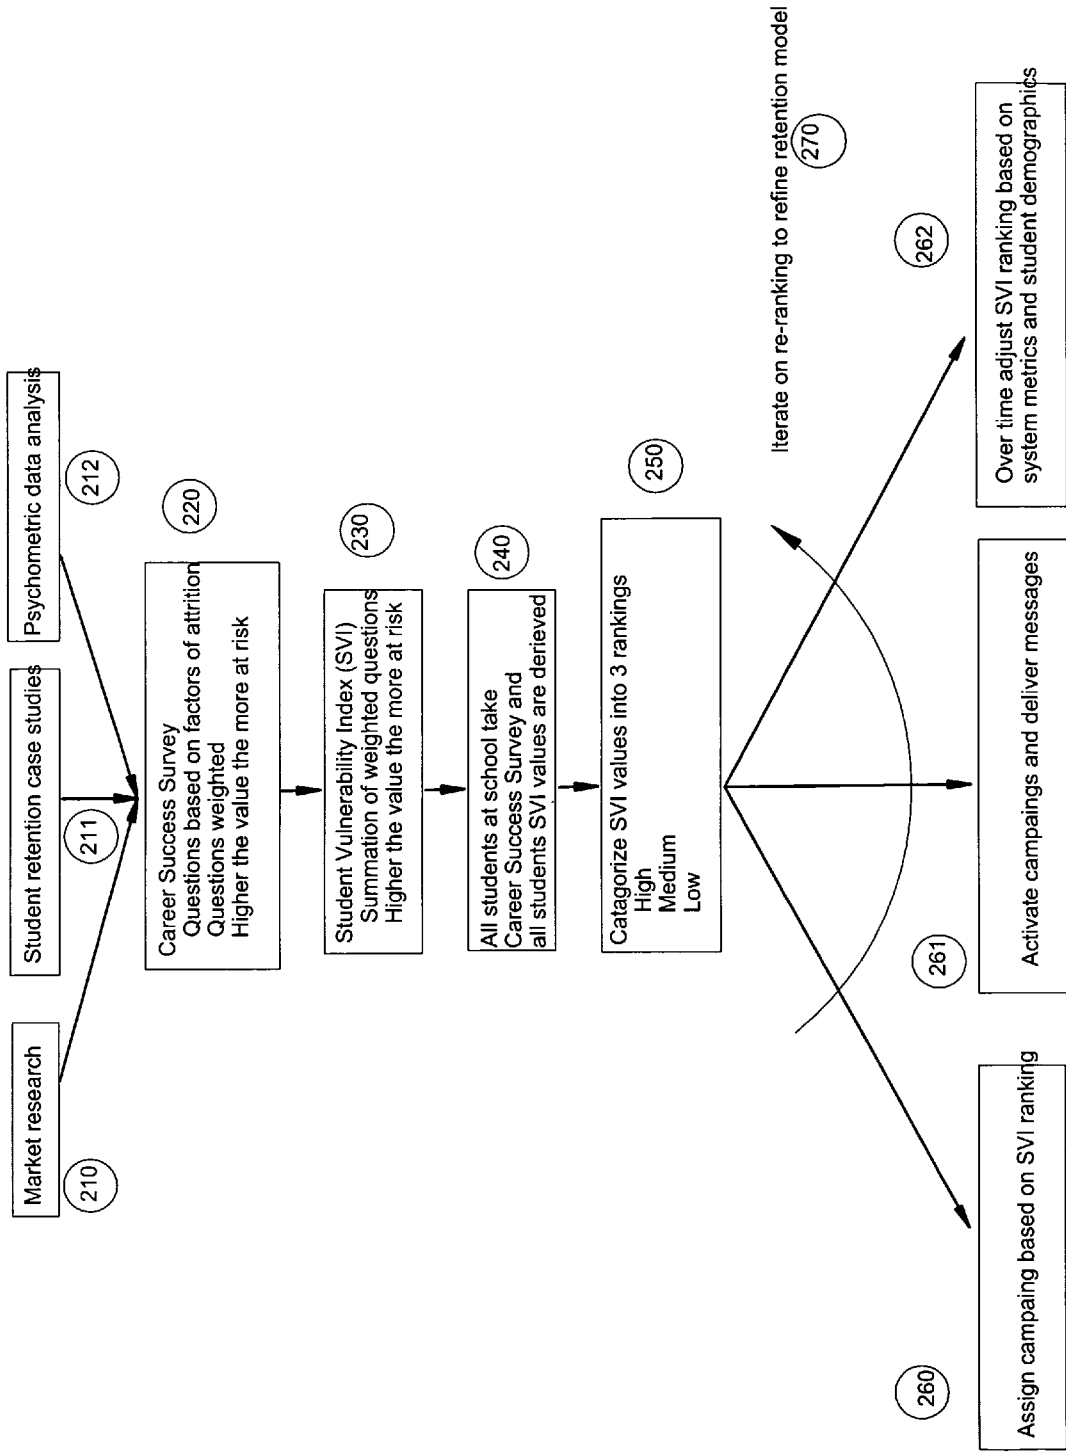 Market research
210
Student retention case studies
211
Psychometric data analysis
212
Career Success Survey
Questions based on factors of attrition
Questions weighted
Higher the value the more at risk
220
Student Vulnerability Index (SVI)
Summation of weighted questions
Higher the value the more at risk
230
All students at school take
Career Success Survey and
all students SVI values are derieved
240
Catagorize SVI values into 3 rankings
High
Medium
Low
250
Iterate on re-ranking to refine retention model
270
Assign campaing based on SVI ranking
260
Activate campaings and deliver messages
261
Over time adjust SVI ranking based on
system metrics and student demographics
262